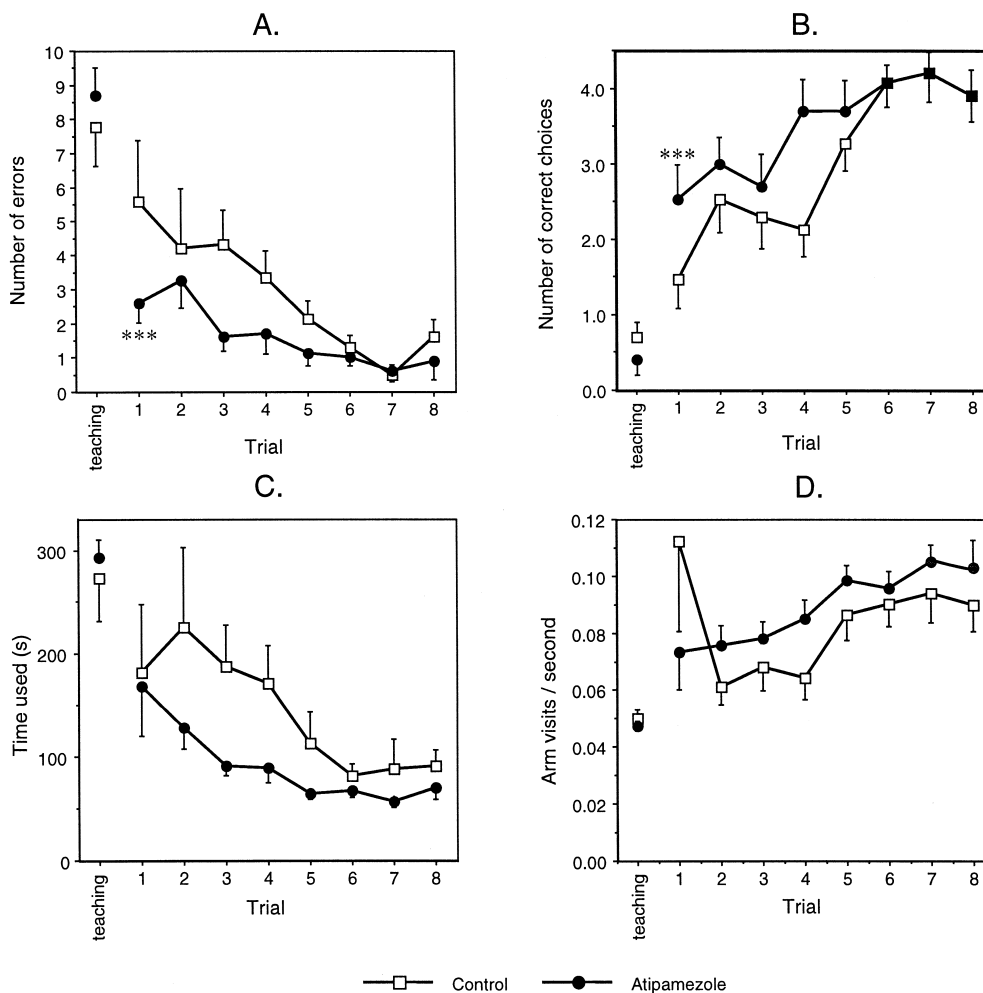 A.
Number of errors
10
9
8
7
6
5
4
3
2
1
0
***
teaching 1 2 3 4 5 6 7 8
Trial
B.
Number of correct choices
4.0
3.0
2.0
1.0
0.0
***
teaching 1 2 3 4 5 6 7 8
Trial
C.
Time used (s)
300
200
100
0
teaching 1 2 3 4 5 6 7 8
Trial
D.
Arm visits / second
0.12
0.10
0.08
0.06
0.04
0.02
0.00
teaching 1 2 3 4 5 6 7 8
Trial
Control Atipamezole